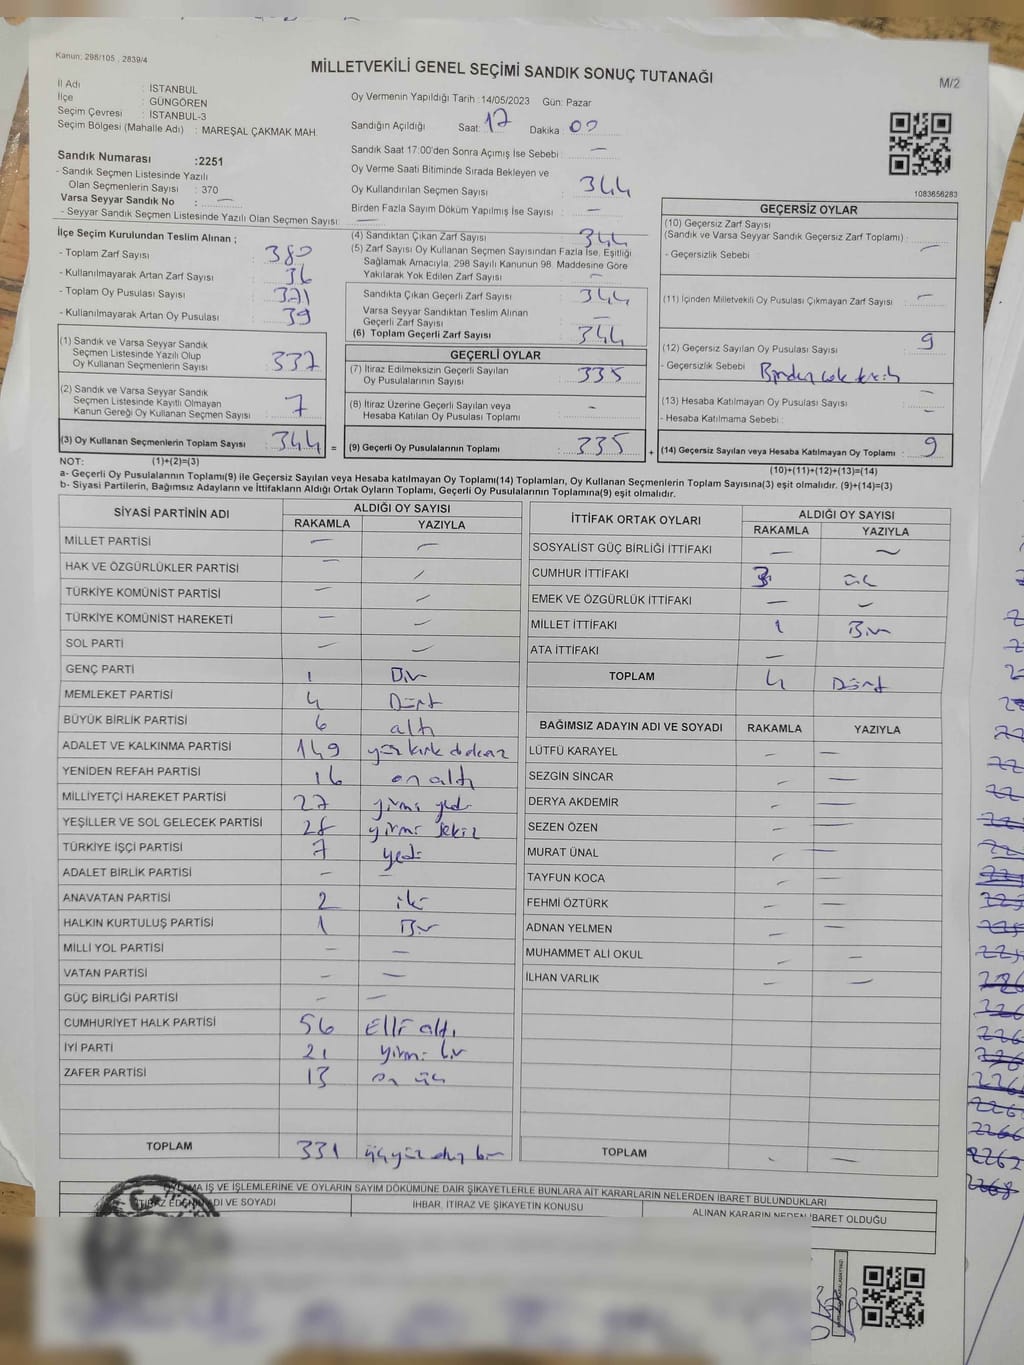 Kanun: 298/105 , 2839/4
MİLLETVEKİLİ GENEL SEÇİMİ SANDIK SONUÇ TUTANAĞI
M/2
İl Adı : İSTANBUL
İlçe : GÜNGÖREN
Seçim Çevresi : İSTANBUL-3
Seçim Bölgesi (Mahalle Adı) : MAREŞAL ÇAKMAK MAH.
Sandık Numarası :2251
- Sandık Seçmen Listesinde Yazılı
Olan Seçmenlerin Sayısı : 370
Varsa Seyyar Sandık No : —
- Seyyar Sandık Seçmen Listesinde Yazılı Olan Seçmen Sayısı: —
Oy Vermenin Yapıldığı Tarih :14/05/2023 Gün: Pazar
Sandığın Açıldığı Saat: 17 Dakika : 00
Sandık Saat 17:00'den Sonra Açımış İse Sebebi : —
Oy Verme Saati Bitiminde Sırada Bekleyen ve
Oy Kullandırılan Seçmen Sayısı : 344
Birden Fazla Sayım Döküm Yapılmış İse Sayısı : —
1083656283
İlçe Seçim Kurulundan Teslim Alınan ;
- Toplam Zarf Sayısı : 380
- Kullanılmayarak Artan Zarf Sayısı : 36
- Toplam Oy Pusulası Sayısı : 371
- Kullanılmayarak Artan Oy Pusulası : 39
(1) Sandık ve Varsa Seyyar Sandık
Seçmen Listesinde Yazılı Olup
Oy Kullanan Seçmenlerin Sayısı : 337
(2) Sandık ve Varsa Seyyar Sandık
Seçmen Listesinde Kayıtlı Olmayan
Kanun Gereği Oy Kullanan Seçmen Sayısı : 7
(3) Oy Kullanan Seçmenlerin Toplam Sayısı : 344 =
(4) Sandıktan Çıkan Zarf Sayısı : 344
(5) Zarf Sayısı Oy Kullanan Seçmen Sayısından Fazla İse, Eşitliği
Sağlamak Amacıyla, 298 Sayılı Kanunun 98. Maddesine Göre
Yakılarak Yok Edilen Zarf Sayısı : —
Sandıkta Çıkan Geçerli Zarf Sayısı : 344
Varsa Seyyar Sandıktan Teslim Alınan
Geçerli Zarf Sayısı : —
(6) Toplam Geçerli Zarf Sayısı : 344
GEÇERLİ OYLAR
(7) İtiraz Edilmeksizin Geçerli Sayılan
Oy Pusulalarının Sayısı : 335
(8) İtiraz Üzerine Geçerli Sayılan veya
Hesaba Katılan Oy Pusulası Toplamı : -
(9) Geçerli Oy Pusulalarının Toplamı : 335 +
GEÇERSİZ OYLAR
(10) Geçersiz Zarf Sayısı
(Sandık ve Varsa Seyyar Sandık Geçersiz Zarf Toplamı) : —
- Geçersizlik Sebebi :
(11) İçinden Milletvekili Oy Pusulası Çıkmayan Zarf Sayısı : —
(12) Geçersiz Sayılan Oy Pusulası Sayısı : 9
- Geçersizlik Sebebi : Birden çok tercih
(13) Hesaba Katılmayan Oy Pusulası Sayısı : —
- Hesaba Katılmama Sebebi : —
(14) Geçersiz Sayılan veya Hesaba Katılmayan Oy Toplamı : 9
NOT: (1)+(2)=(3)
(10)+(11)+(12)+(13)=(14)
a- Geçerli Oy Pusulalarının Toplamı(9) ile Geçersiz Sayılan veya Hesaba katılmayan Oy Toplamı(14) Toplamları, Oy Kullanan Seçmenlerin Toplam Sayısına(3) eşit olmalıdır. (9)+(14)=(3)
b- Siyasi Partilerin, Bağımsız Adayların ve İttifakların Aldığı Ortak Oyların Toplamı, Geçerli Oy Pusulalarının Toplamına(9) eşit olmalıdır.
SİYASİ PARTİNİN ADI ALDIĞI OY SAYISI
RAKAMLA YAZIYLA
MİLLET PARTİSİ — —
HAK VE ÖZGÜRLÜKLER PARTİSİ — —
TÜRKİYE KOMÜNİST PARTİSİ — —
TÜRKİYE KOMÜNİST HAREKETİ — —
SOL PARTİ — —
GENÇ PARTİ 1 Bir
MEMLEKET PARTİSİ 4 Dört
BÜYÜK BİRLİK PARTİSİ 6 altı
ADALET VE KALKINMA PARTİSİ 149 yüz kırk dokuz
YENİDEN REFAH PARTİSİ 16 on altı
MİLLİYETÇİ HAREKET PARTİSİ 27 yirmi yedi
YEŞİLLER VE SOL GELECEK PARTİSİ 28 yirmi sekiz
TÜRKİYE İŞÇİ PARTİSİ 7 yedi
ADALET BİRLİK PARTİSİ — —
ANAVATAN PARTİSİ 2 iki
HALKIN KURTULUŞ PARTİSİ 1 Bir
MİLLİ YOL PARTİSİ — —
VATAN PARTİSİ — —
GÜÇ BİRLİĞİ PARTİSİ — —
CUMHURİYET HALK PARTİSİ 56 Elli altı
İYİ PARTİ 21 yirmi bir
ZAFER PARTİSİ 13 on üç
TOPLAM 331 üçyüz otuz bir
İTTİFAK ORTAK OYLARI ALDIĞI OY SAYISI
RAKAMLA YAZIYLA
SOSYALİST GÜÇ BİRLİĞİ İTTİFAKI — —
CUMHUR İTTİFAKI 3 üç
EMEK VE ÖZGÜRLÜK İTTİFAKI — —
MİLLET İTTİFAKI 1 Bir
ATA İTTİFAKI —
TOPLAM 4 Dört
BAĞIMSIZ ADAYIN ADI VE SOYADI RAKAMLA YAZIYLA
LÜTFÜ KARAYEL — —
SEZGİN SİNCAR — —
DERYA AKDEMİR — —
SEZEN ÖZEN — —
MURAT ÜNAL — —
TAYFUN KOCA — —
FEHMİ ÖZTÜRK — —
ADNAN YELMEN — —
MUHAMMET ALİ OKUL — —
İLHAN VARLIK — —
TOPLAM - —
İŞ VE İŞLEMLERİNE VE OYLARIN SAYIM DÖKÜMÜNE DAİR ŞİKAYETLERLE BUNLARA AİT KARARLARIN NELERDEN İBARET BULUNDUKLARI
İTİRAZ EDENİN ADI VE SOYADI İHBAR, İTİRAZ VE ŞİKAYETİN KONUSU ALINAN KARARIN NEDEN İBARET OLDUĞU